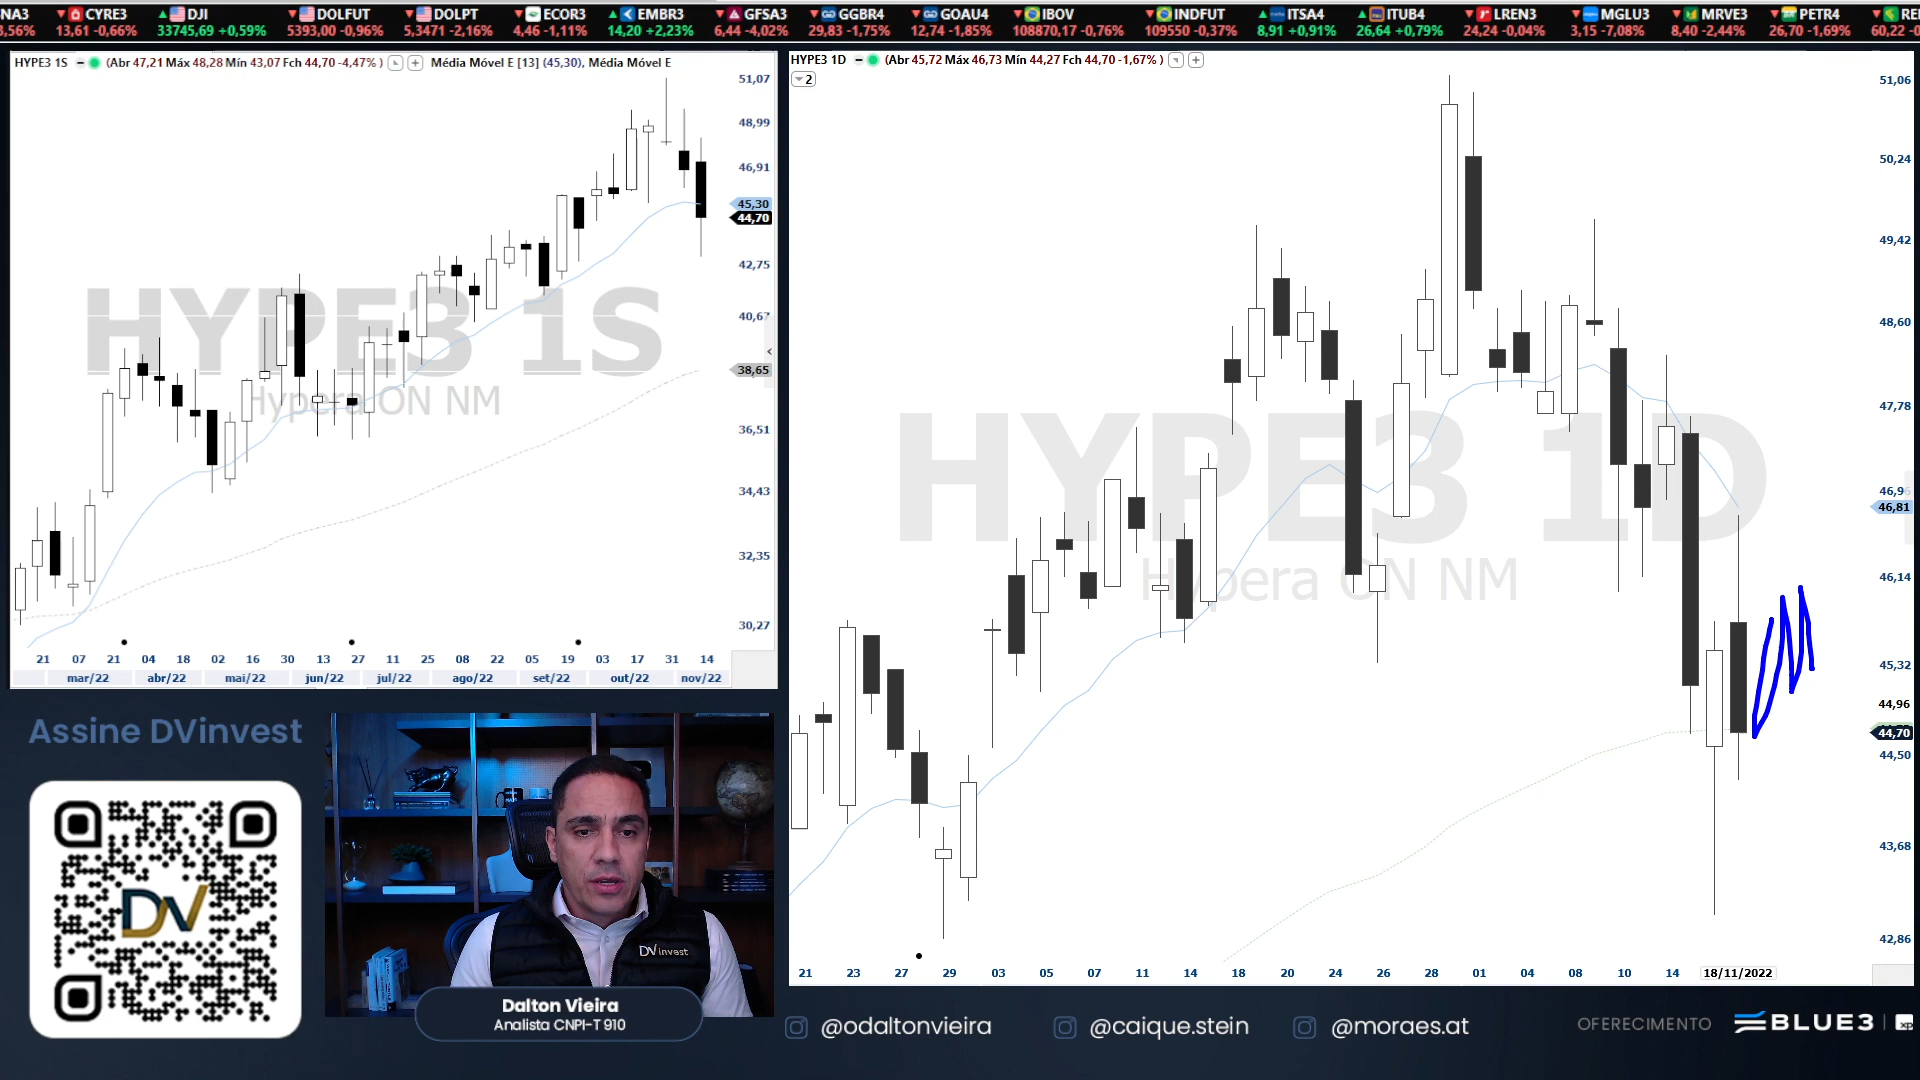 NA3 CYRE3 DJI DOLFUT DOLPT ECOR3 EMBR3 GFSA3 GGBR4 GOAU4 IBOV INDFUT ITSA4 ITUB4 LREN3 MGLU3 MRVE3 PETR4
3,56% 13,61 -0,66% 33745,69 +0,59% 5393,00 -0,96% 5,3471 -2,16% 4,46 -1,11% 14,20 +2,23% 6,44 -4,02% 29,83 -1,75% 12,74 -1,85% 108870,17 -0,76% 109550 -0,37% 8,91 +0,91% 26,64 +0,79% 24,24 -0,04% 3,15 -7,08% 8,40 -2,44% 26,70 -1,69% 60,22
HYPE3 1S (Abr 47,21 Máx 48,28 Mín 43,07 Fch 44,70 -4,47% ) Média Móvel E [13] (45,30), Média Móvel E
51,07
48,99
46,91
45,30
44,70
42,75
40,67
38,65
36,51
34,43
32,35
30,27
HYPE3 1S
Hypera ON NM
21 07 21 04 18 02 16 30 13 27 11 25 08 22 05 19 03 17 31 14
mar/22 abr/22 mai/22 jun/22 jul/22 ago/22 set/22 out/22 nov/22
HYPE3 1D (Abr 45,72 Máx 46,73 Mín 44,27 Fch 44,70 -1,67% )
2
51,06
50,24
49,42
48,60
47,78
46,81
46,14
45,32
44,96
44,70
44,50
43,68
42,86
HYPE3 1D
Hypera ON NM
21 23 27 29 03 05 07 11 14 18 20 24 26 28 01 04 08 10 14 18/11/2022
Assine DVinvest
DV
DVinvest
Dalton Vieira
Analista CNPI-T 910
@odaltonvieira @caique.stein @moraes.at
OFERECIMENTO BLUE3 xp